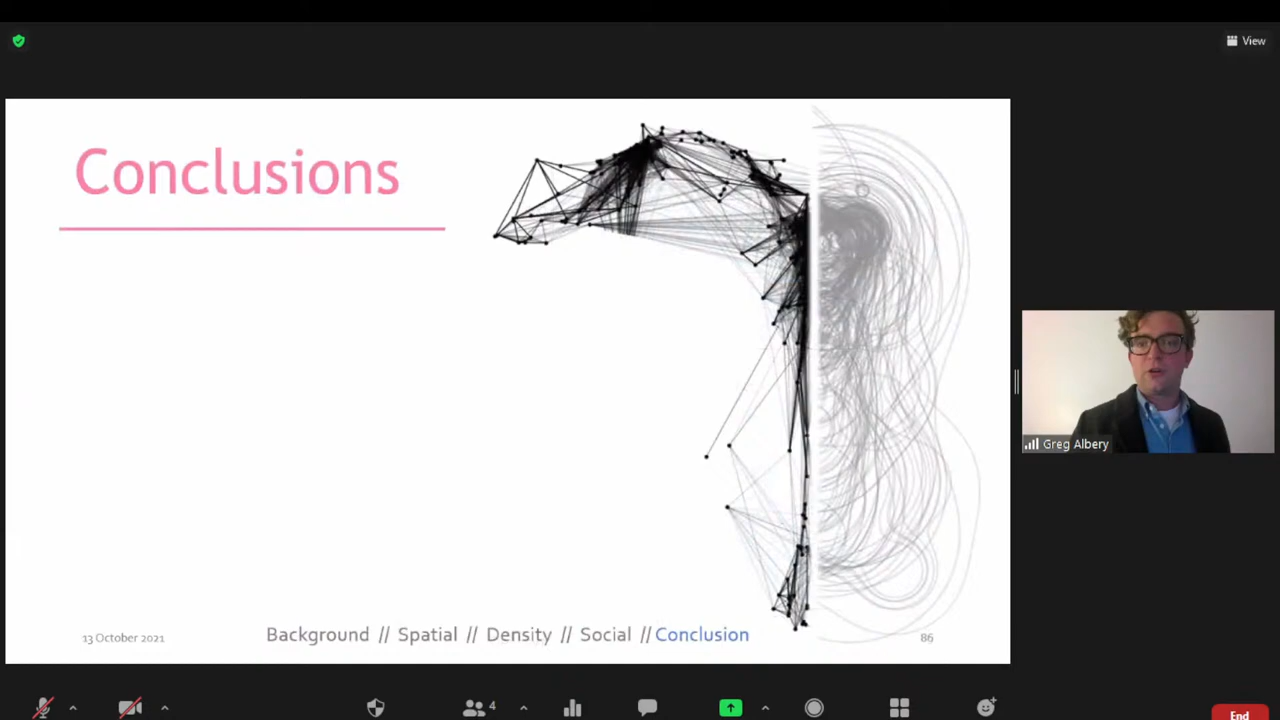 View
Conclusions
Greg Albery
13 October 2021
Background // Spatial // Density // Social // Conclusion
86
4
End